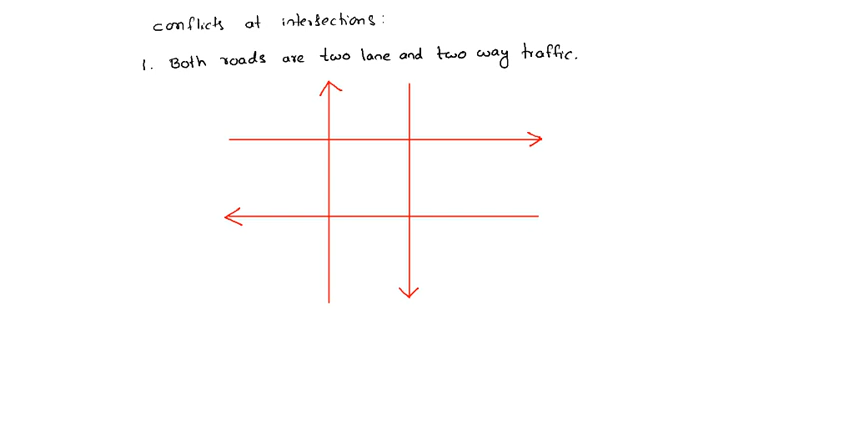 conflicts at intersections:
1. Both roads are two lane and two way traffic.